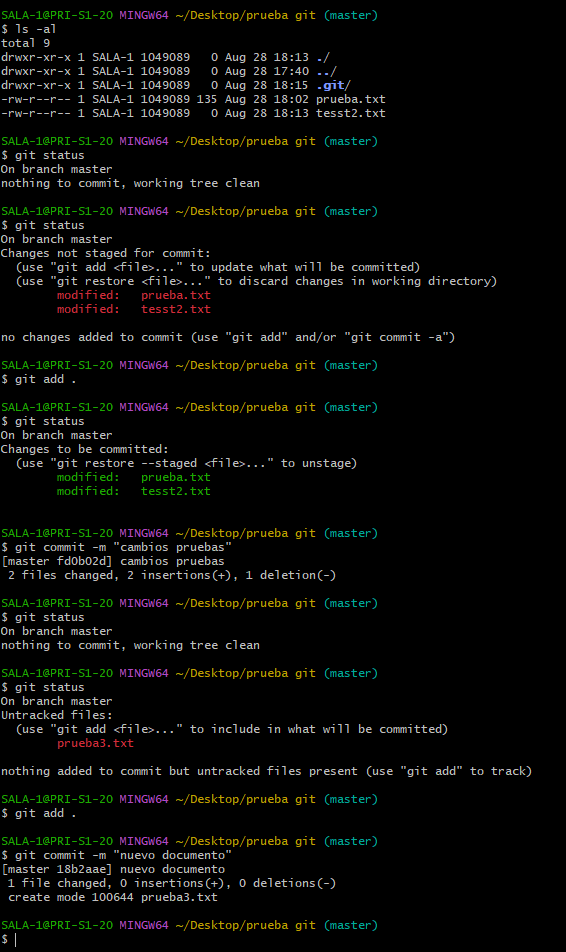 SALA-1@PRI-S1-20 MINGW64 ~/Desktop/prueba git (master)
$ ls -al
total 9
drwxr-xr-x 1 SALA-1 1049089   0 Aug 28 18:13 ./
drwxr-xr-x 1 SALA-1 1049089   0 Aug 28 17:40 ../
drwxr-xr-x 1 SALA-1 1049089   0 Aug 28 18:15 .git/
-rw-r--r-- 1 SALA-1 1049089 135 Aug 28 18:02 prueba.txt
-rw-r--r-- 1 SALA-1 1049089   0 Aug 28 18:13 tesst2.txt
SALA-1@PRI-S1-20 MINGW64 ~/Desktop/prueba git (master)
$ git status
On branch master
nothing to commit, working tree clean
SALA-1@PRI-S1-20 MINGW64 ~/Desktop/prueba git (master)
$ git status
On branch master
Changes not staged for commit:
  (use "git add <file>..." to update what will be committed)
  (use "git restore <file>..." to discard changes in working directory)
        modified:   prueba.txt
        modified:   tesst2.txt
no changes added to commit (use "git add" and/or "git commit -a")
SALA-1@PRI-S1-20 MINGW64 ~/Desktop/prueba git (master)
$ git add .
SALA-1@PRI-S1-20 MINGW64 ~/Desktop/prueba git (master)
$ git status
On branch master
Changes to be committed:
  (use "git restore --staged <file>..." to unstage)
        modified:   prueba.txt
        modified:   tesst2.txt
SALA-1@PRI-S1-20 MINGW64 ~/Desktop/prueba git (master)
$ git commit -m "cambios pruebas"
[master fd0b02d] cambios pruebas
 2 files changed, 2 insertions(+), 1 deletion(-)
SALA-1@PRI-S1-20 MINGW64 ~/Desktop/prueba git (master)
$ git status
On branch master
nothing to commit, working tree clean
SALA-1@PRI-S1-20 MINGW64 ~/Desktop/prueba git (master)
$ git status
On branch master
Untracked files:
  (use "git add <file>..." to include in what will be committed)
        prueba3.txt
nothing added to commit but untracked files present (use "git add" to track)
SALA-1@PRI-S1-20 MINGW64 ~/Desktop/prueba git (master)
$ git add .
SALA-1@PRI-S1-20 MINGW64 ~/Desktop/prueba git (master)
$ git commit -m "nuevo documento"
[master 18b2aae] nuevo documento
 1 file changed, 0 insertions(+), 0 deletions(-)
 create mode 100644 prueba3.txt
SALA-1@PRI-S1-20 MINGW64 ~/Desktop/prueba git (master)
$